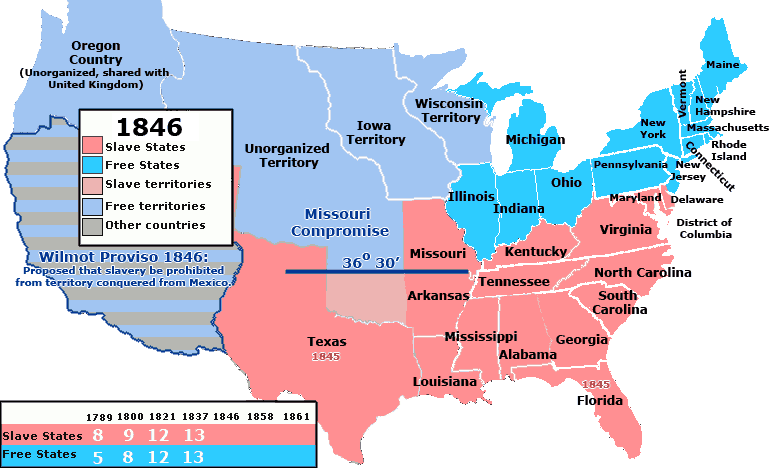 Oregon
Country
(Unorganized, shared with
United Kingdom)
1846
Slave States
Free States
Slave territories
Free territories
Other countries
Wilmot Proviso 1846:
Proposed that slavery be prohibited
from territory conquered from Mexico.
Unorganized
Territory
Iowa
Territory
Wisconsin
Territory
Missouri
Compromise
36o 30’
Michigan
Illinois
Indiana
Ohio
Pennsylvania
New
York
Vermont
Maine
New
Hampshire
Massachusetts
Rhode
Island
Connecticut
New
Jersey
Maryland
Delaware
District of
Columbia
Virginia
Kentucky
Missouri
North Carolina
Tennessee
Arkansas
South
Carolina
Mississippi
Georgia
Alabama
Texas
1845
Louisiana
1845
Florida
1789 1800 1821 1837 1846 1858 1861
Slave States 8 9 12 13
Free States 5 8 12 13